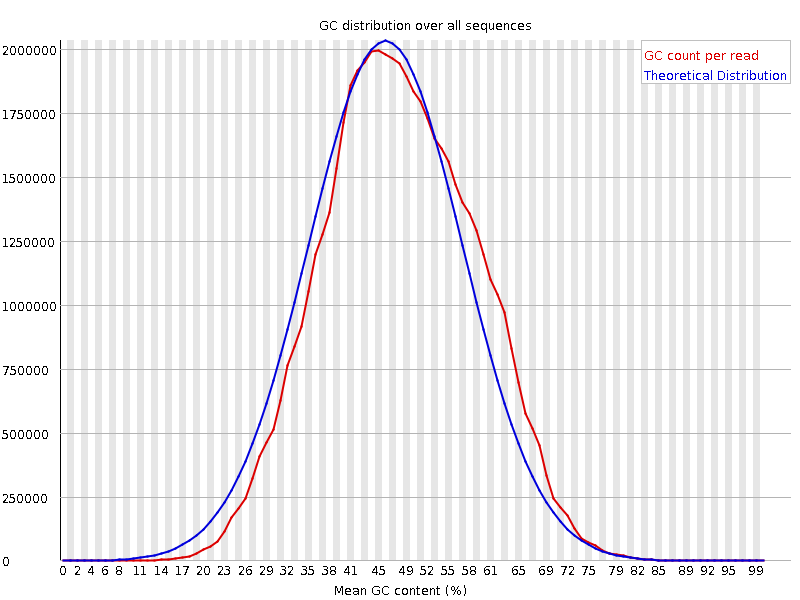 GC distribution over all sequences
GC count per read
Theoretical Distribution
2000000
1750000
1500000
1250000
1000000
750000
500000
250000
0
0 2 4 6 8 11 14 17 20 23 26 29 32 35 38 41 45 49 52 55 58 61 65 69 72 75 79 82 85 89 92 95 99
Mean GC content (%)